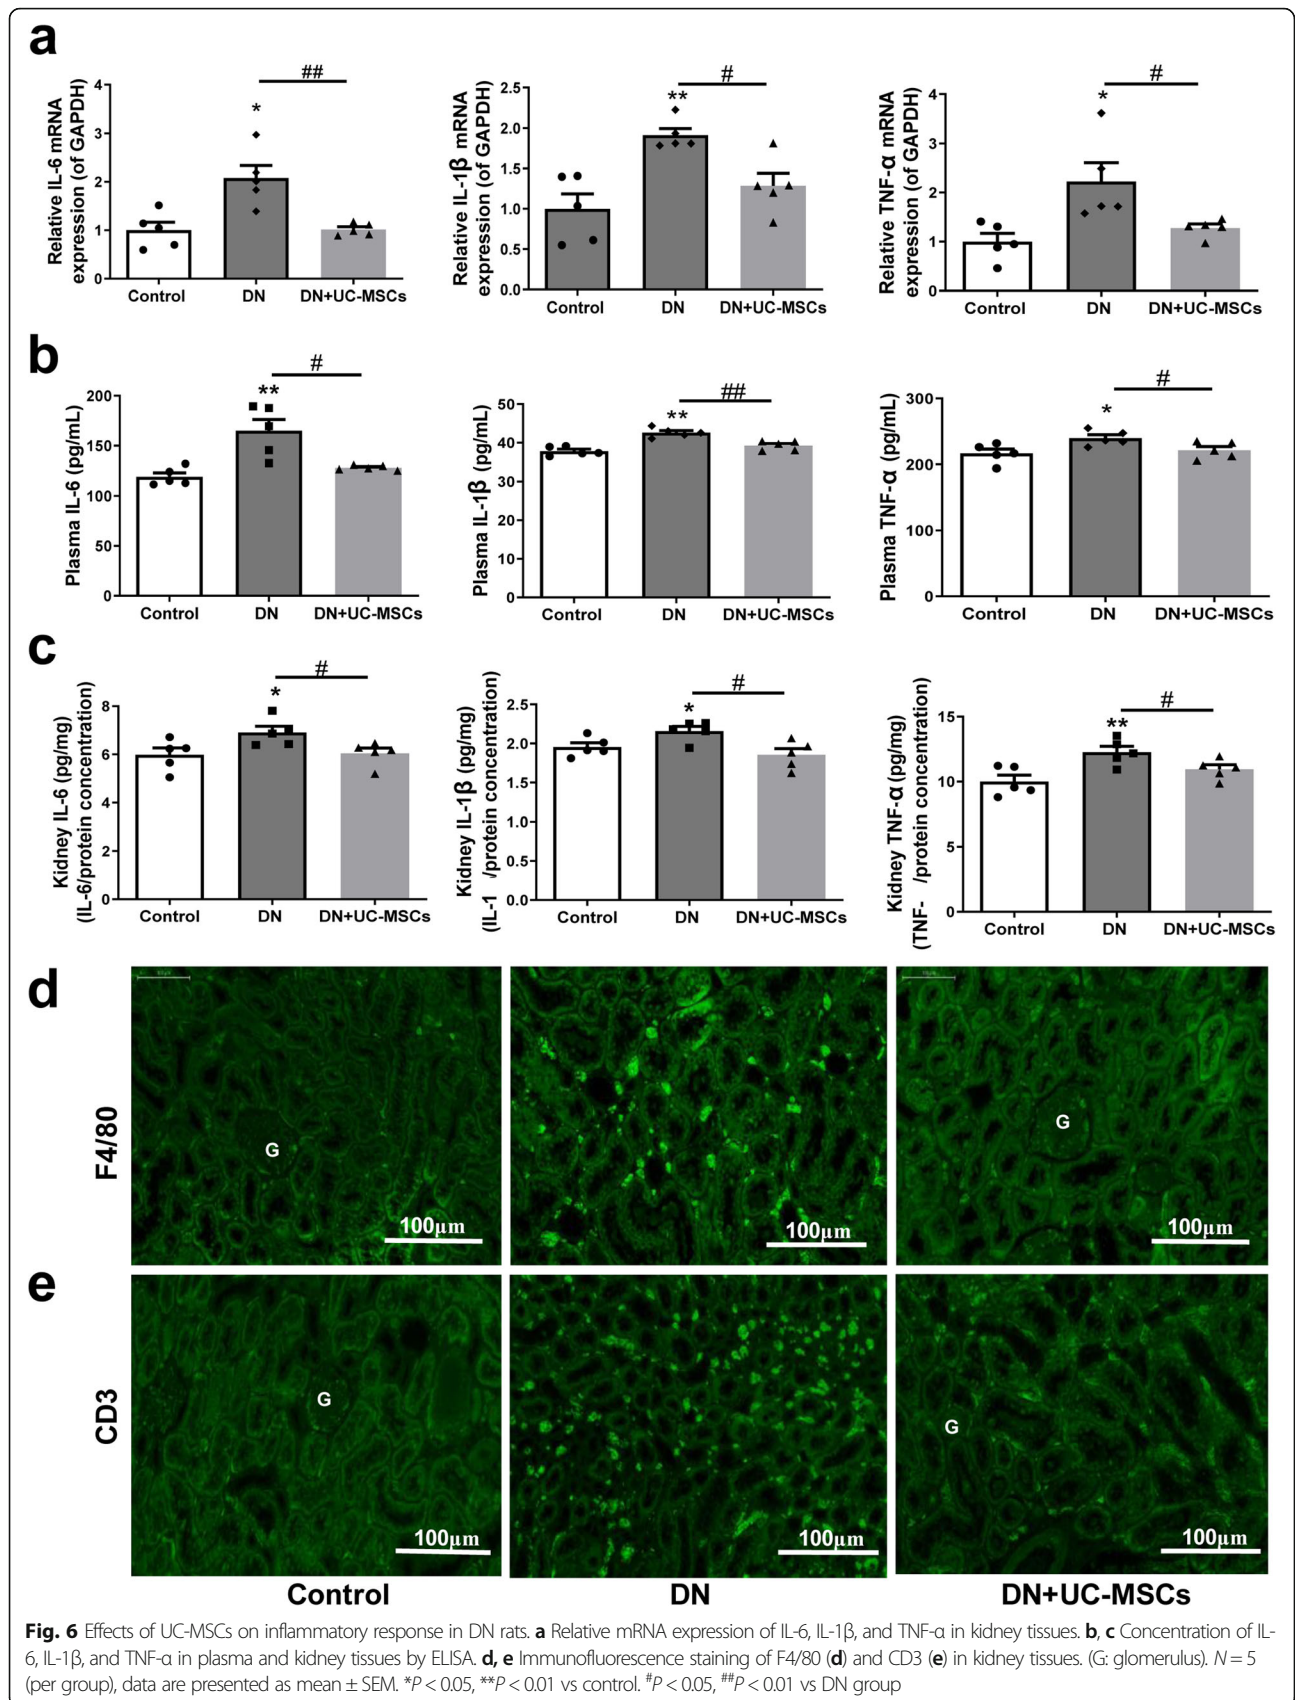 a
Relative IL-6 mRNA
expression (of GAPDH)
4
3
2
1
0
*
##
Control
DN
DN+UC-MSCs
Relative IL-1β mRNA
expression (of GAPDH)
2.5
2.0
1.5
1.0
0.5
0.0
**
#
Control
DN
DN+UC-MSCs
Relative TNF-α mRNA
expression (of GAPDH)
4
3
2
1
0
*
#
Control
DN
DN+UC-MSCs
b
Plasma IL-6 (pg/mL)
200
150
100
50
0
**
#
Control
DN
DN+UC-MSCs
Plasma IL-1β (pg/mL)
50
40
30
20
10
0
**
##
Control
DN
DN+UC-MSCs
Plasma TNF-α (pg/mL)
300
200
100
0
*
#
Control
DN
DN+UC-MSCs
c
Kidney IL-6 (pg/mg)
(IL-6/protein concentration)
8
6
4
2
0
*
#
Control
DN
DN+UC-MSCs
Kidney IL-1β (pg/mg)
(IL-1 /protein concentration)
2.5
2.0
1.5
1.0
0.5
0.0
*
#
Control
DN
DN+UC-MSCs
Kidney TNF-α (pg/mg)
(TNF- /protein concentration)
15
10
5
0
**
#
Control
DN
DN+UC-MSCs
d
F4/80
G
100μm
100μm
G
100μm
e
CD3
G
100μm
100μm
G
100μm
Control
DN
DN+UC-MSCs
Fig. 6 Effects of UC-MSCs on inflammatory response in DN rats. a Relative mRNA expression of IL-6, IL-1β, and TNF-α in kidney tissues. b, c Concentration of IL-
6, IL-1β, and TNF-α in plasma and kidney tissues by ELISA. d, e Immunofluorescence staining of F4/80 (d) and CD3 (e) in kidney tissues. (G: glomerulus). N = 5
(per group), data are presented as mean ± SEM. *P < 0.05, **P < 0.01 vs control. #P < 0.05, ##P < 0.01 vs DN group